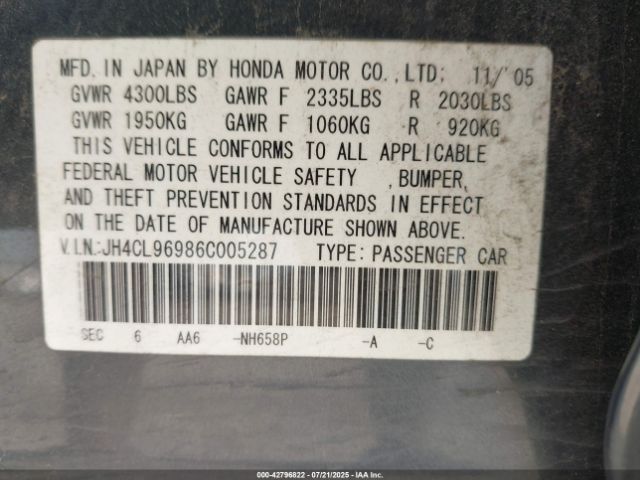 MFD. IN JAPAN BY HONDA MOTOR CO.,LTD; 11/'05
GVWR 4300LBS GAWR F 2335LBS R 2030LBS
GVWR 1950KG GAWR F 1060KG R 920KG
THIS VEHICLE CONFORMS TO ALL APPLICABLE
FEDERAL MOTOR VEHICLE SAFETY ,BUMPER,
AND THEFT PREVENTION STANDARDS IN EFFECT
ON THE DATE OF MANUFACTURE SHOWN ABOVE.
V.I.N.:JH4CL96986C005287 TYPE: PASSENGER CAR
SEC 6 AA6 -NH658P -A -C
000-42796822 - 07/21/2025 - IAA Inc.